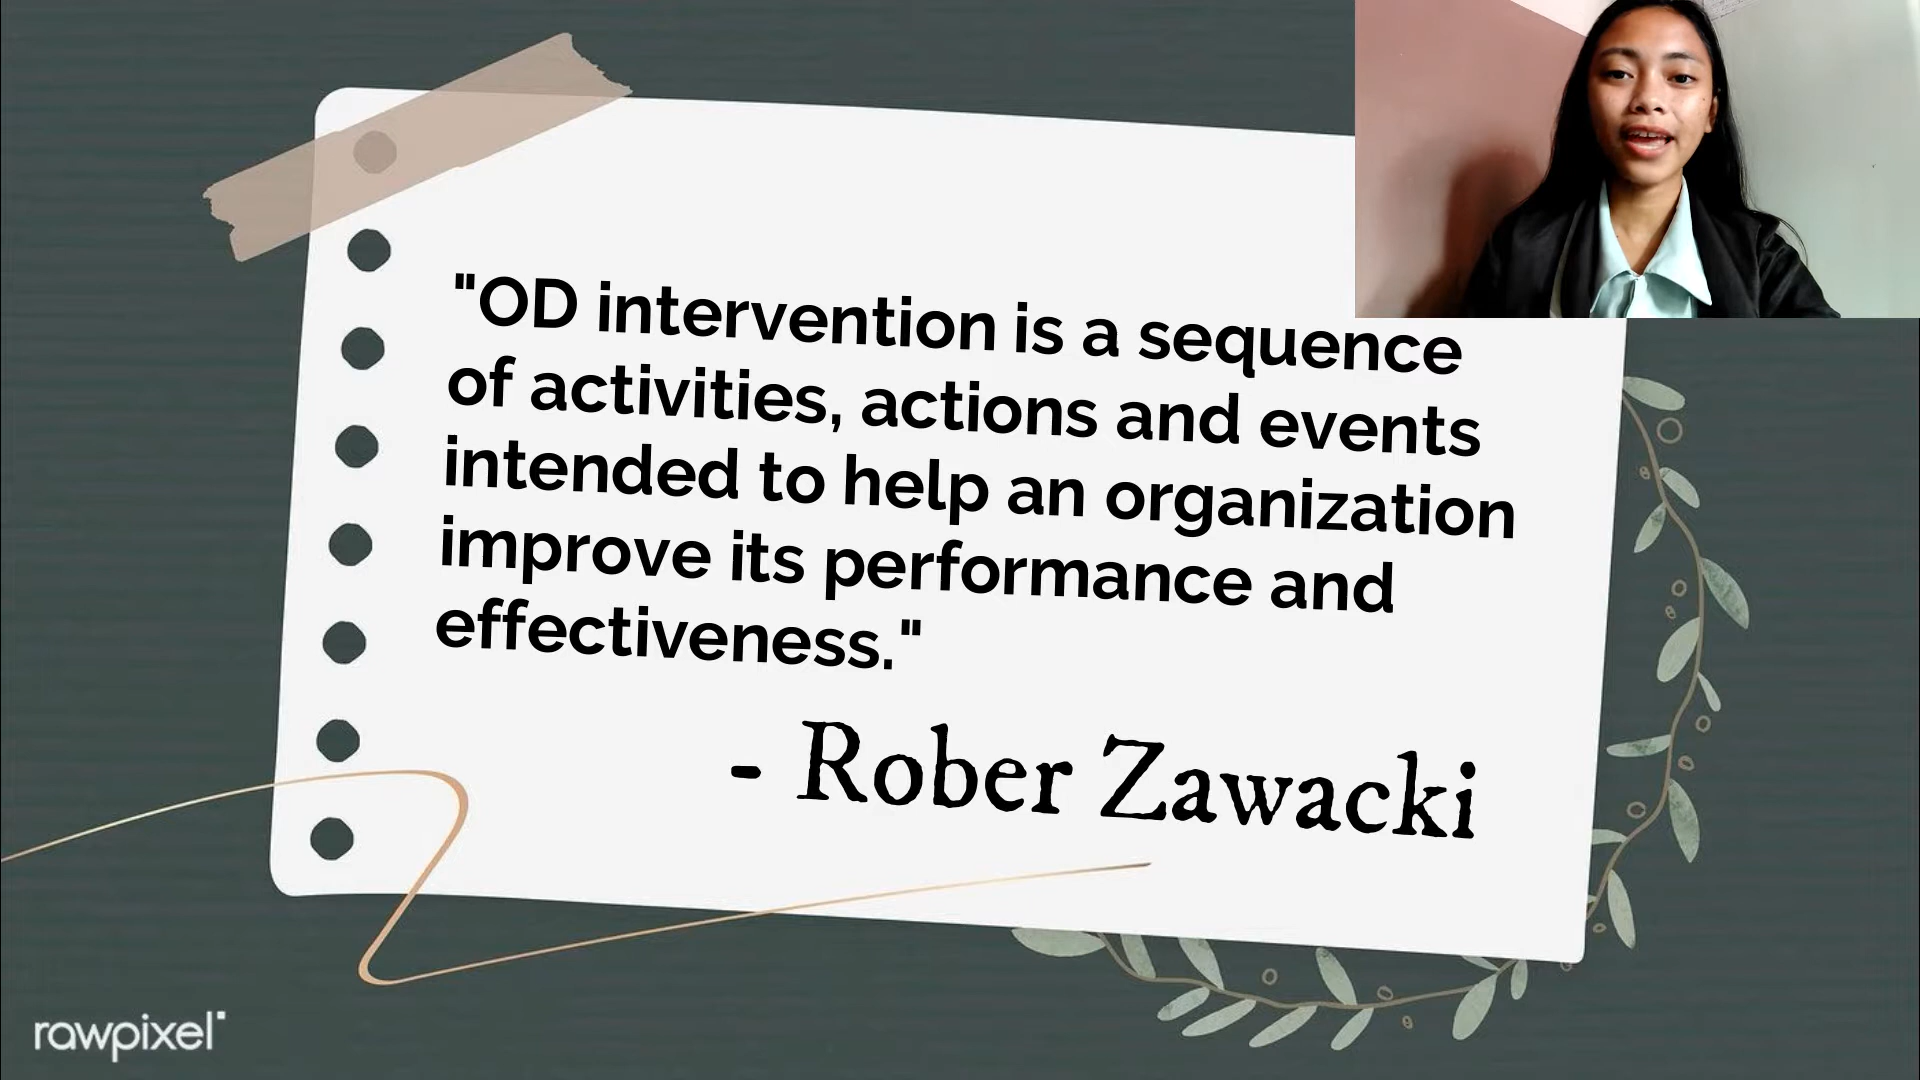 "OD intervention is a sequence
of activities, actions and events
intended to help an organization
improve its performance and
effectiveness."
- Rober Zawacki
rawpixel